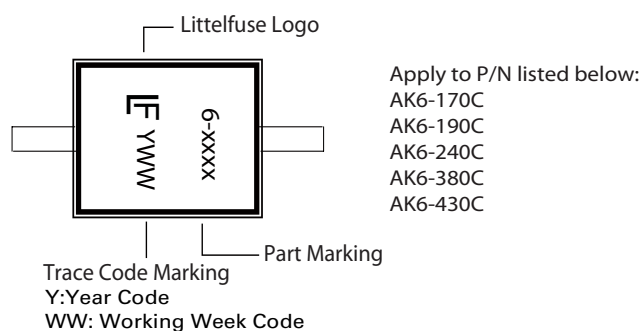 Littelfuse Logo
LF YWW
6-xxxx
Part Marking
Trace Code Marking
Y:Year Code
WW: Working Week Code
Apply to P/N listed below:
AK6-170C
AK6-190C
AK6-240C
AK6-380C
AK6-430C